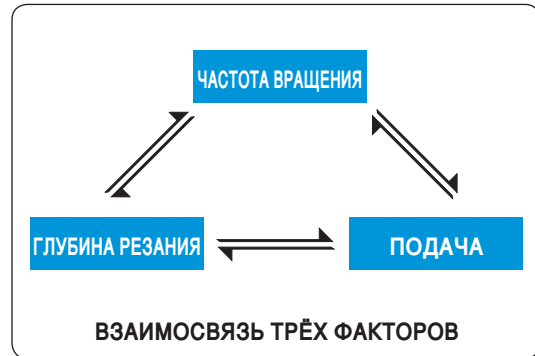 ЧАСТОТА ВРАЩЕНИЯ
ГЛУБИНА РЕЗАНИЯ
ПОДАЧА
ВЗАИМОСВЯЗЬ ТРЁХ ФАКТОРОВ